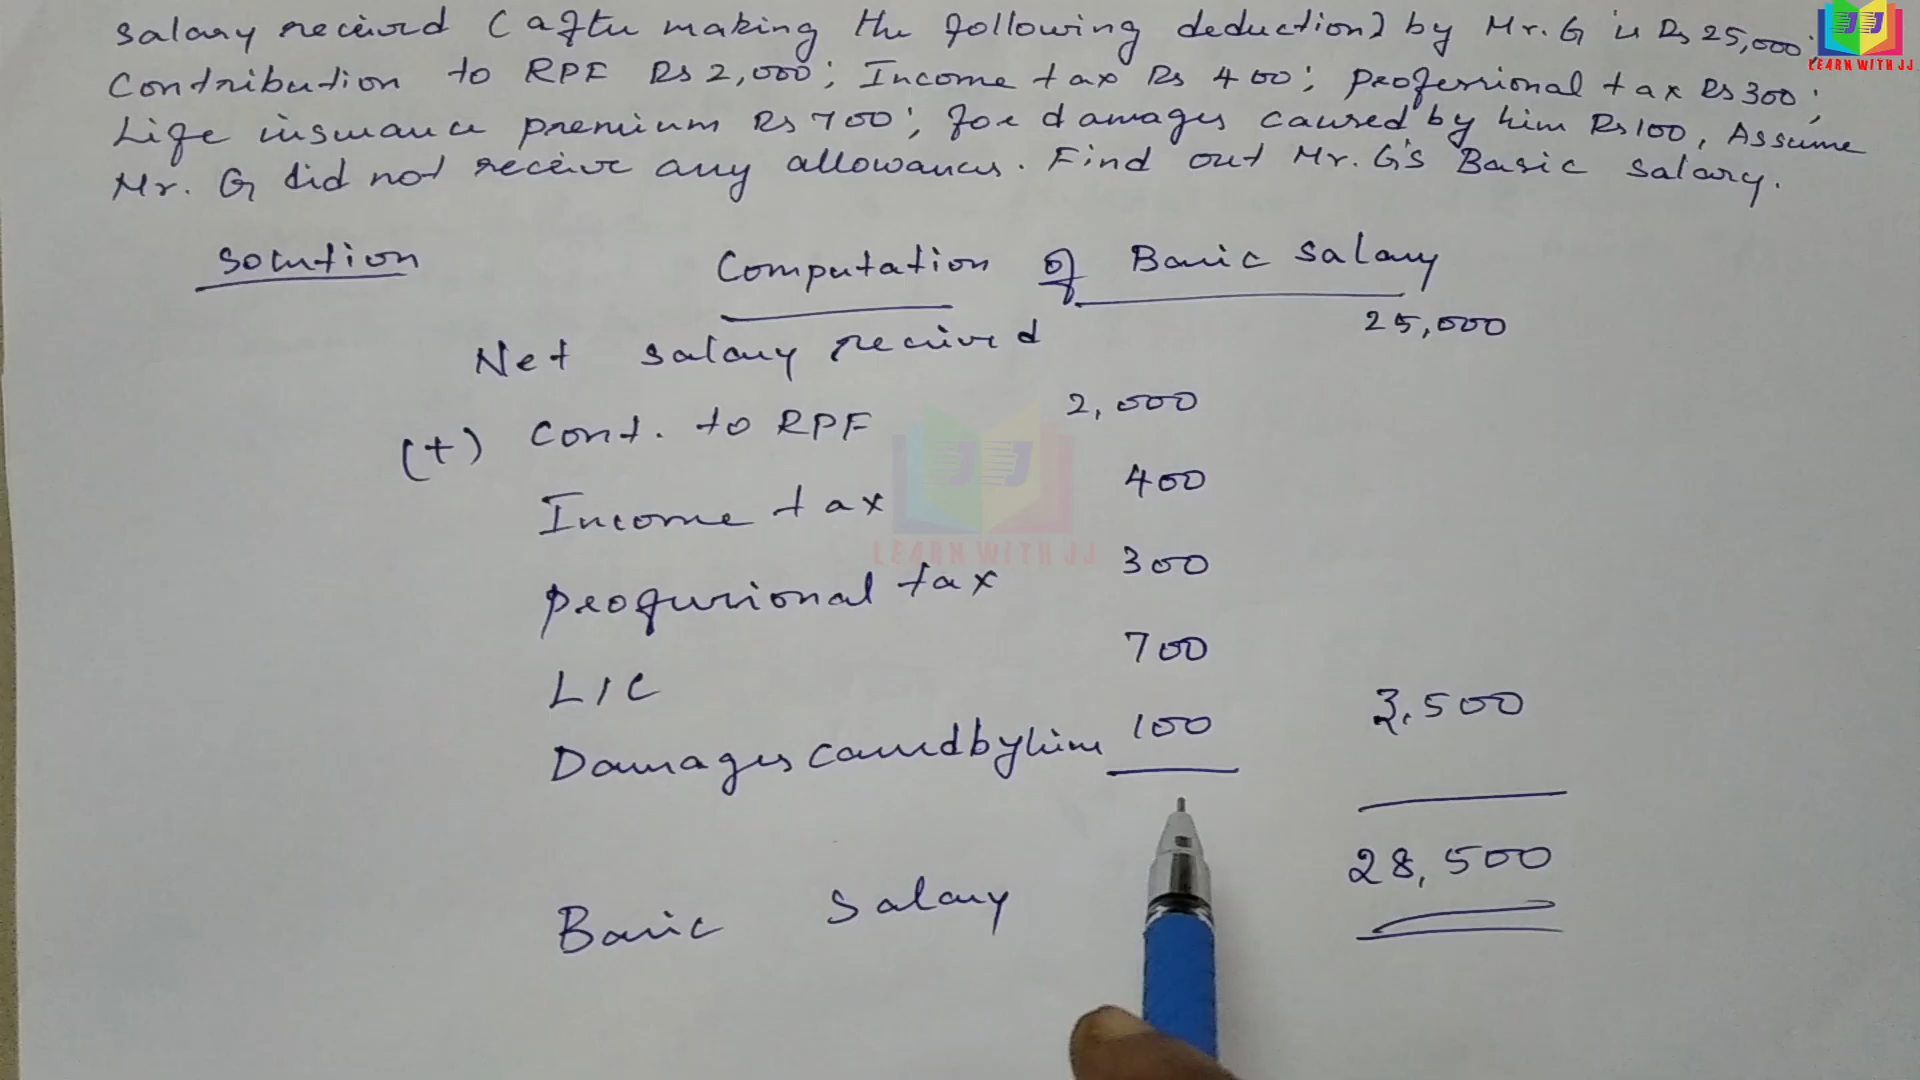 Salary received (after making the following deduction) by Mr. G is Rs 25,000;
Contribution to RPF Rs 2,000; Income tax Rs 400; professional tax Rs 300;
Life insurance premium Rs 700; for damages caused by him Rs 100, Assume
Mr. G did not receive any allowances. Find out Mr. G's Basic salary.
LEARN WITH JJ
Solution
Computation of Basic Salary
Net salary received 25,000
(+) Cont. to RPF 2,000
Income tax 400
LEARN WITH JJ
professional tax 300
LIC 700
Damages caused by him 100 3,500
Basic Salary 28,500